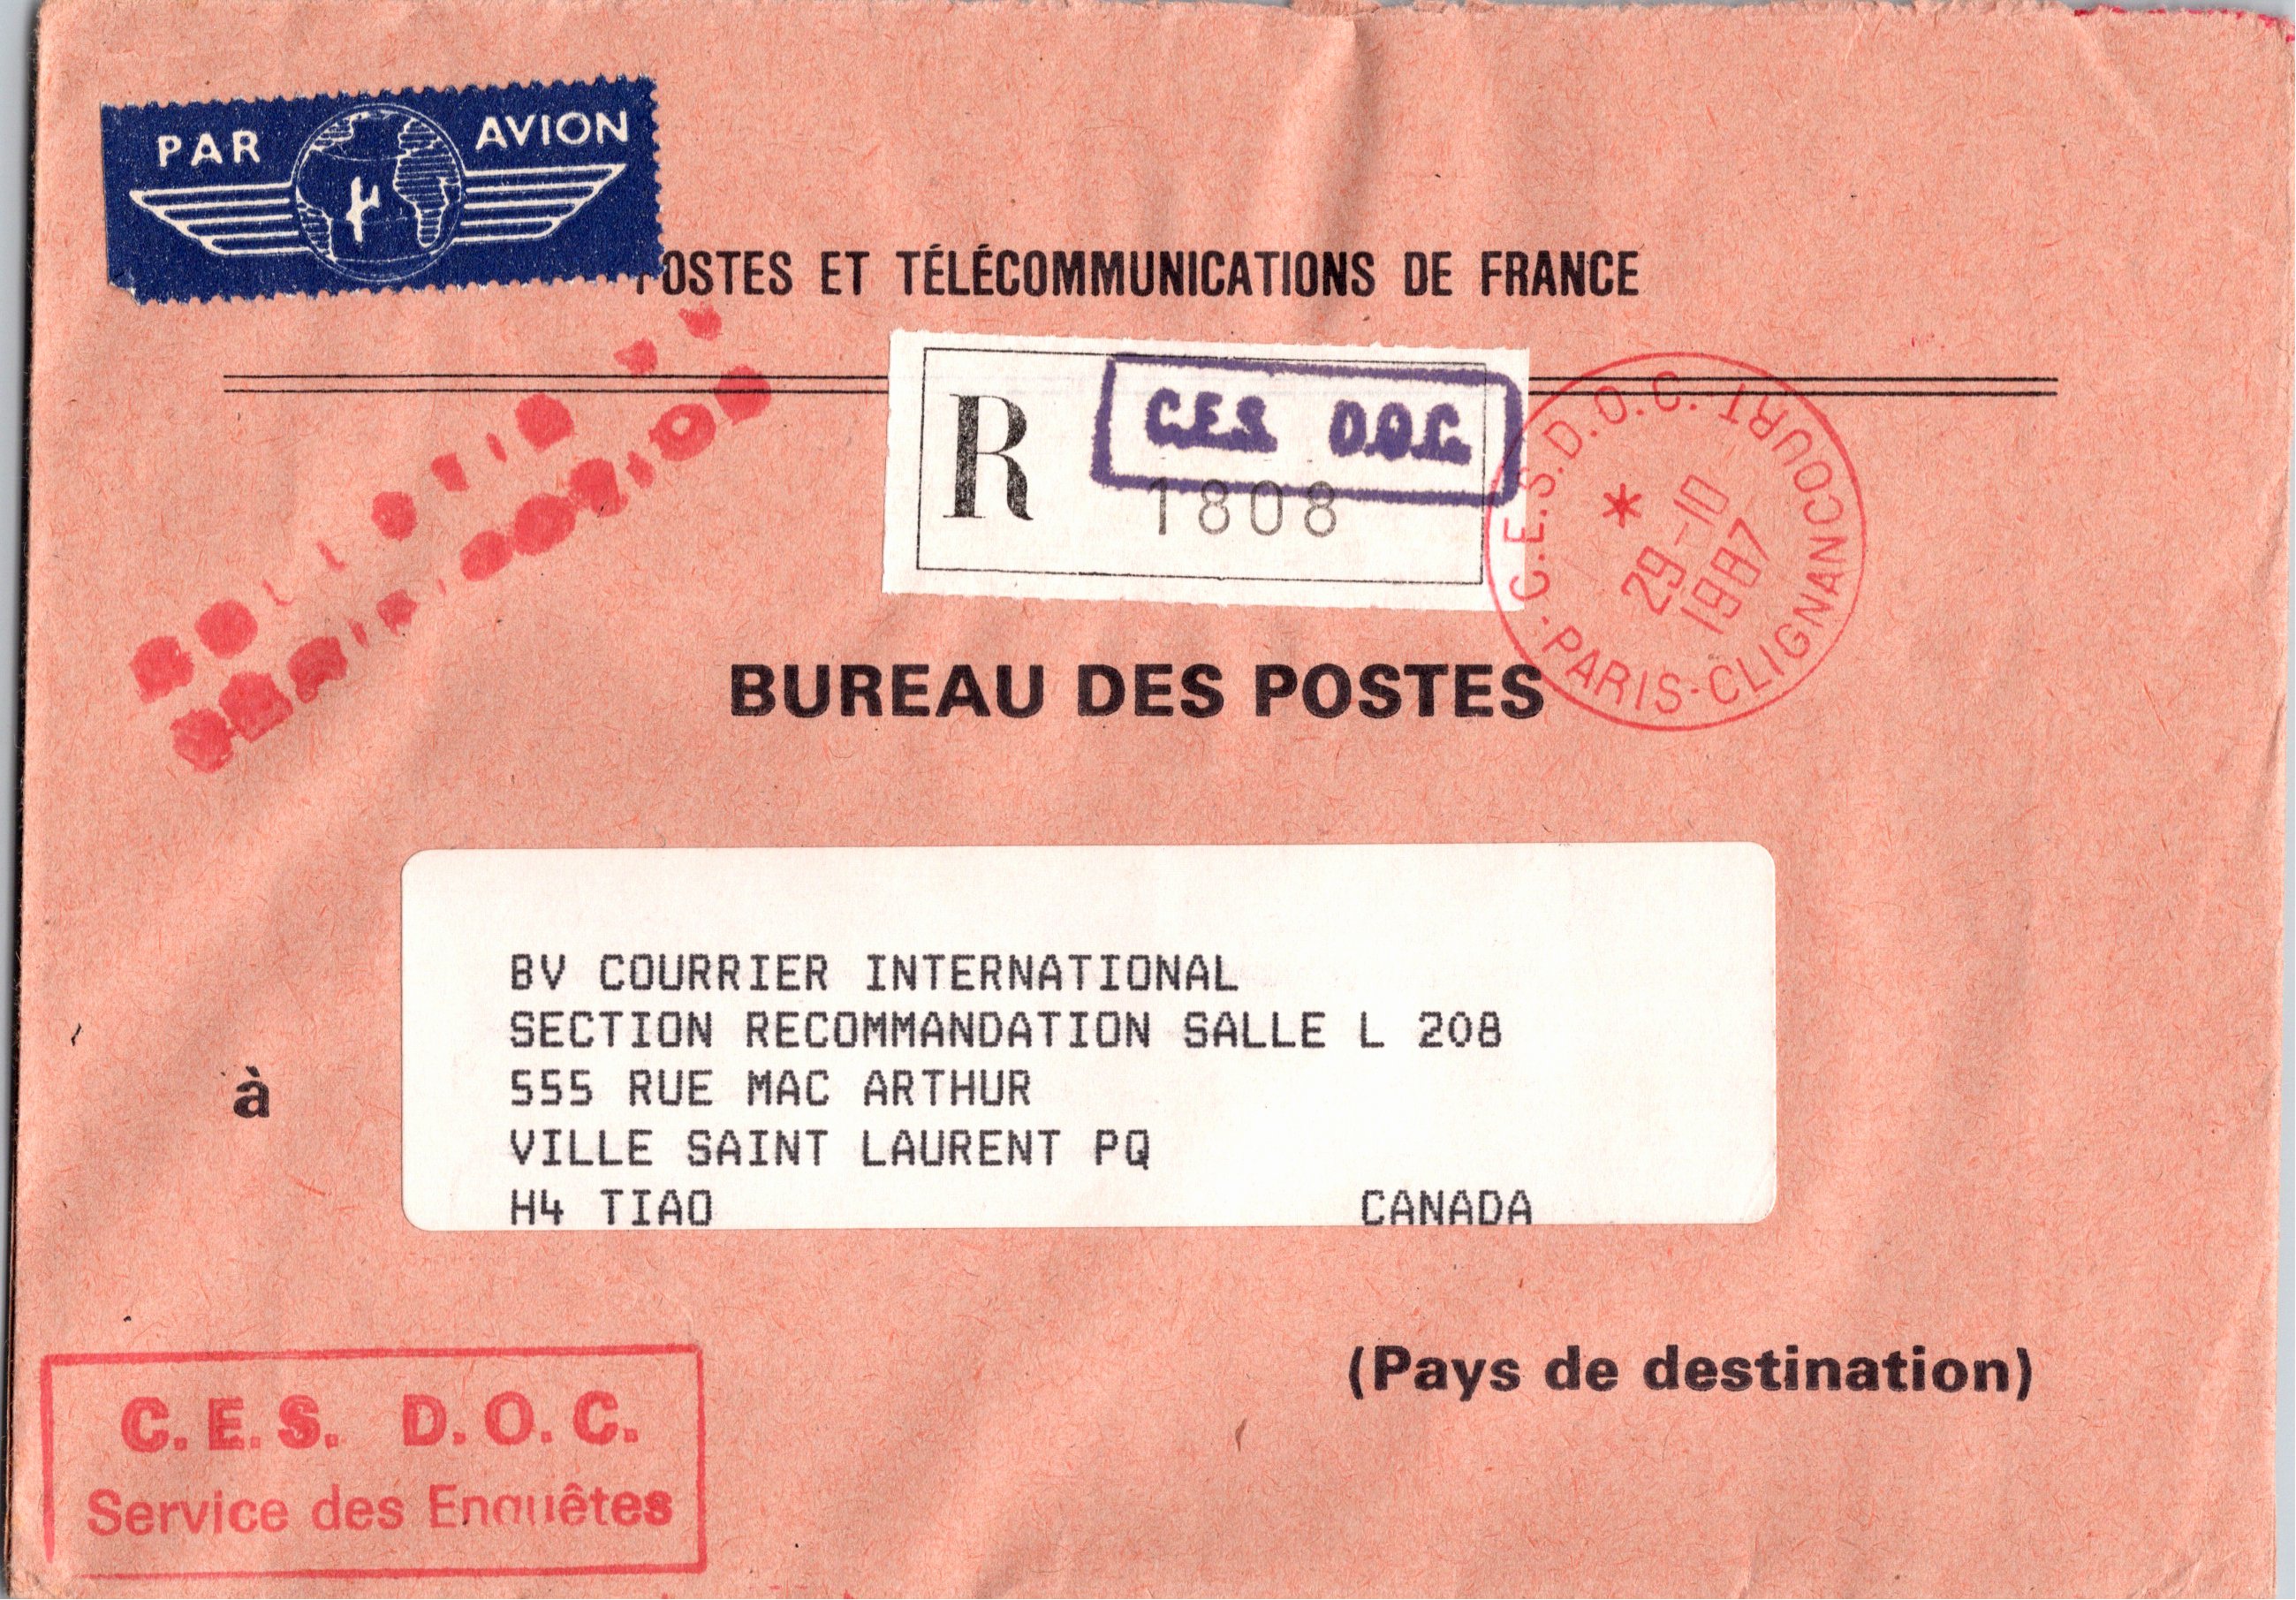 PAR AVION
POSTES ET TÉLÉCOMMUNICATIONS DE FRANCE
R
C.E.S. D.O.C.
1808
C.E.S.D.O.C. PARIS-CLIGNANCOURT
*
29-10
1987
BUREAU DES POSTES
à
BV COURRIER INTERNATIONAL
SECTION RECOMMANDATION SALLE L 208
555 RUE MAC ARTHUR
VILLE SAINT LAURENT PQ
H4 TIAO CANADA
(Pays de destination)
C.E.S. D.O.C.
Service des Enquêtes